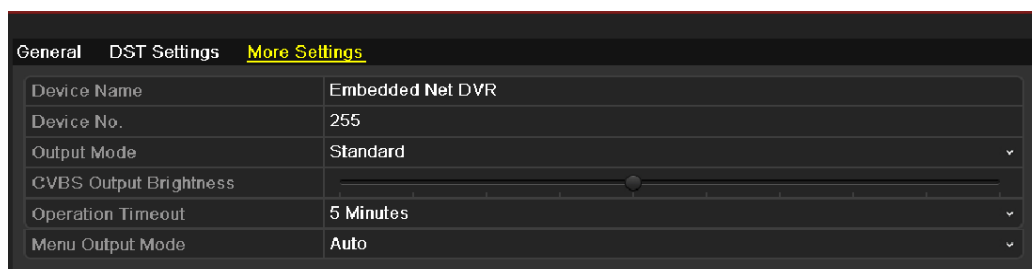 General DST Settings More Settings
Device Name Embedded Net DVR
Device No. 255
Output Mode Standard
CVBS Output Brightness
Operation Timeout 5 Minutes
Menu Output Mode Auto